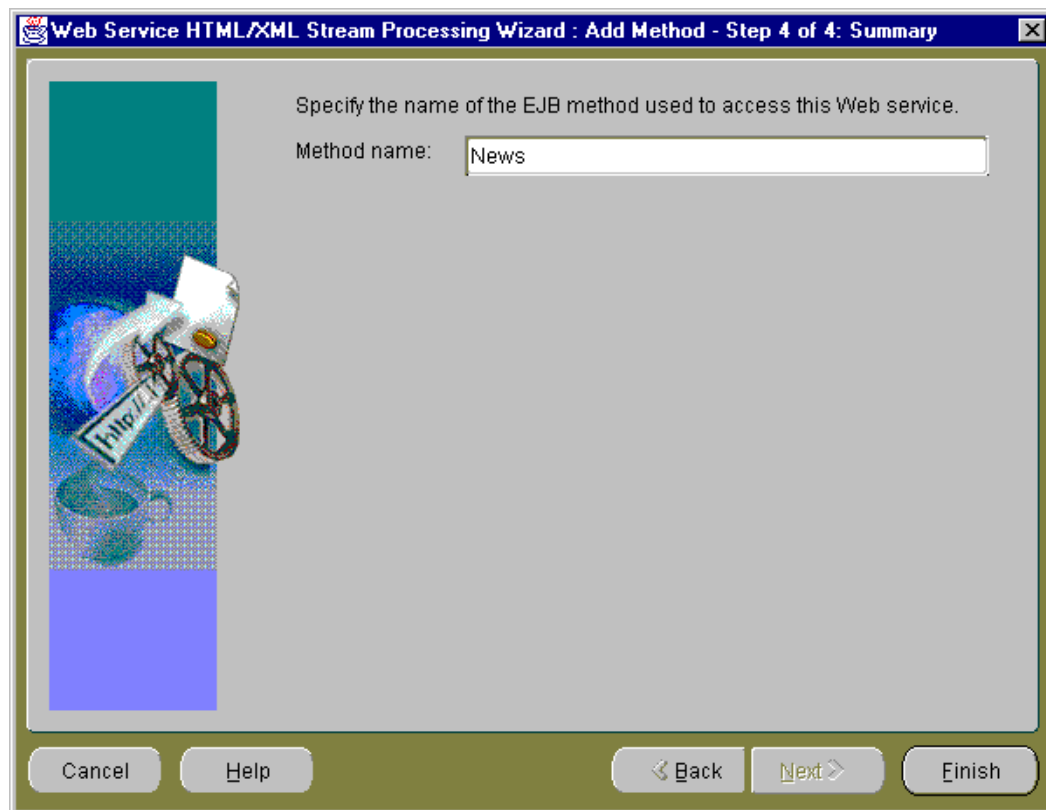 Web Service HTML/XML Stream Processing Wizard : Add Method - Step 4 of 4: Summary
Specify the name of the EJB method used to access this Web service.
Method name: News
http://1
Cancel Help Back Next Finish